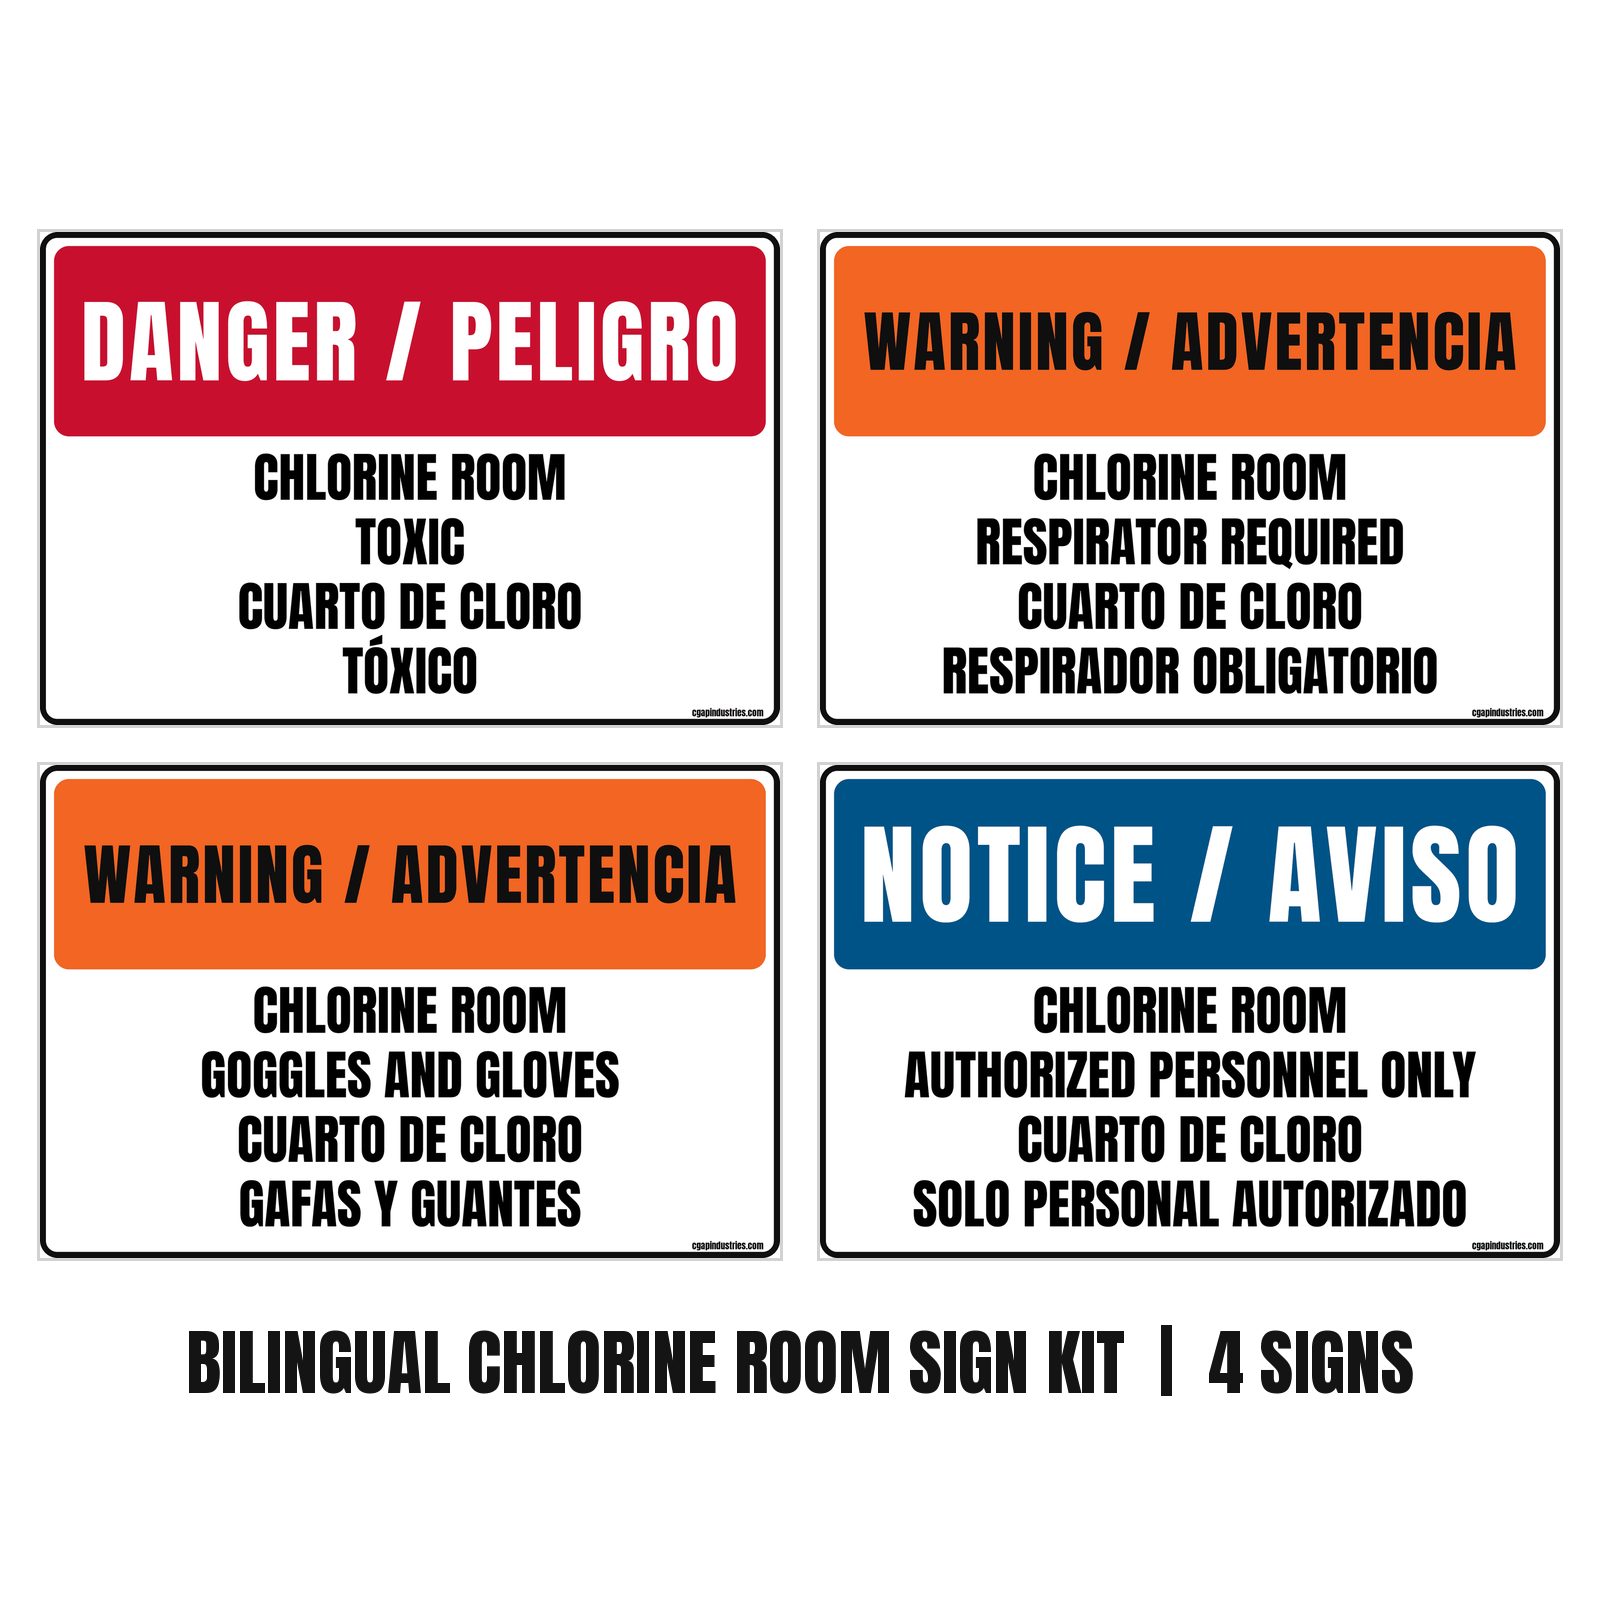 DANGER / PELIGRO
CHLORINE ROOM
TOXIC
CUARTO DE CLORO
TÓXICO
cgapindustries.com
WARNING / ADVERTENCIA
CHLORINE ROOM
RESPIRATOR REQUIRED
CUARTO DE CLORO
RESPIRADOR OBLIGATORIO
cgapindustries.com
WARNING / ADVERTENCIA
CHLORINE ROOM
GOGGLES AND GLOVES
CUARTO DE CLORO
GAFAS Y GUANTES
cgapindustries.com
NOTICE / AVISO
CHLORINE ROOM
AUTHORIZED PERSONNEL ONLY
CUARTO DE CLORO
SOLO PERSONAL AUTORIZADO
cgapindustries.com
BILINGUAL CHLORINE ROOM SIGN KIT | 4 SIGNS